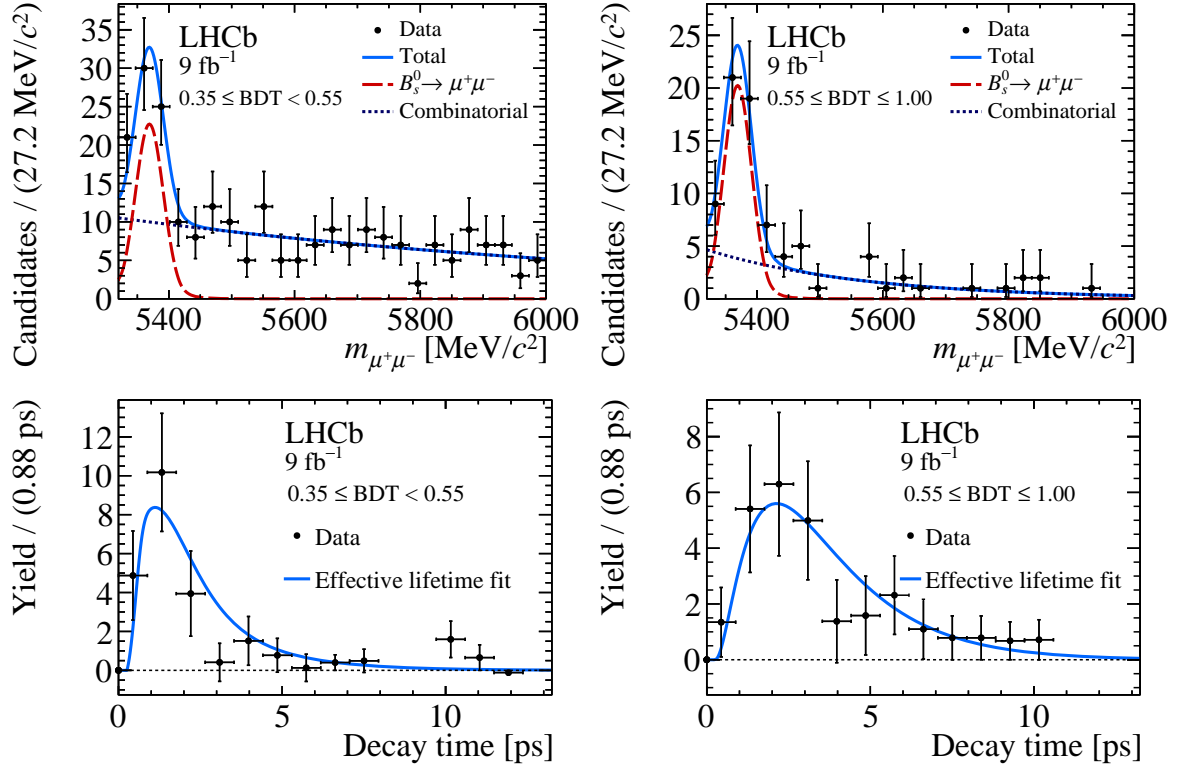 Candidates / (27.2 MeV/c²)
35
30
25
20
15
10
5
0
LHCb
9 fb⁻¹
0.35 ≤ BDT < 0.55
Data
Total
B⁰ₛ → μ⁺μ⁻
Combinatorial
5400 5600 5800 6000
m_μ⁺μ⁻ [MeV/c²]
Candidates / (27.2 MeV/c²)
25
20
15
10
5
0
LHCb
9 fb⁻¹
0.55 ≤ BDT ≤ 1.00
Data
Total
B⁰ₛ → μ⁺μ⁻
Combinatorial
5400 5600 5800 6000
m_μ⁺μ⁻ [MeV/c²]
Yield / (0.88 ps)
12
10
8
6
4
2
0
LHCb
9 fb⁻¹
0.35 ≤ BDT < 0.55
Data
Effective lifetime fit
0 5 10
Decay time [ps]
Yield / (0.88 ps)
8
6
4
2
0
LHCb
9 fb⁻¹
0.55 ≤ BDT ≤ 1.00
Data
Effective lifetime fit
0 5 10
Decay time [ps]